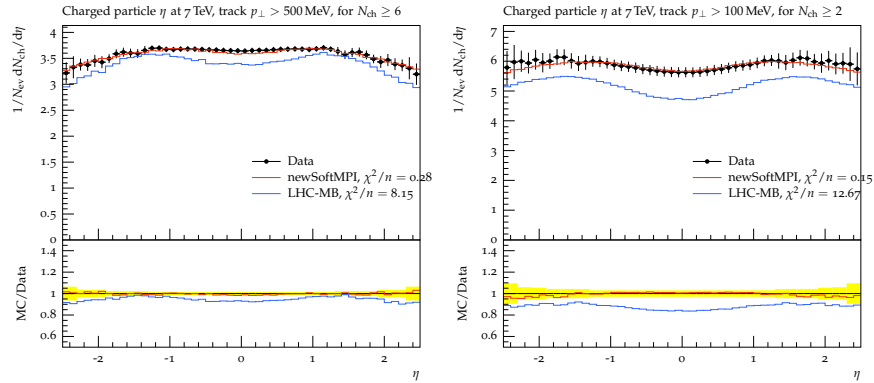 Charged particle η at 7 TeV, track p⊥ > 500 MeV, for Nch ≥ 6
1/Nev dNch/dη
4
3.5
3
2.5
2
1.5
1
0.5
0
Data
newSoftMPI, χ²/n = 0.28
LHC-MB, χ²/n = 8.15
MC/Data
1.4
1.2
1
0.8
0.6
-2 -1 0 1 2
η
Charged particle η at 7 TeV, track p⊥ > 100 MeV, for Nch ≥ 2
1/Nev dNch/dη
7
6
5
4
3
2
1
0
Data
newSoftMPI, χ²/n = 0.15
LHC-MB, χ²/n = 12.67
MC/Data
1.4
1.2
1
0.8
0.6
-2 -1 0 1 2
η